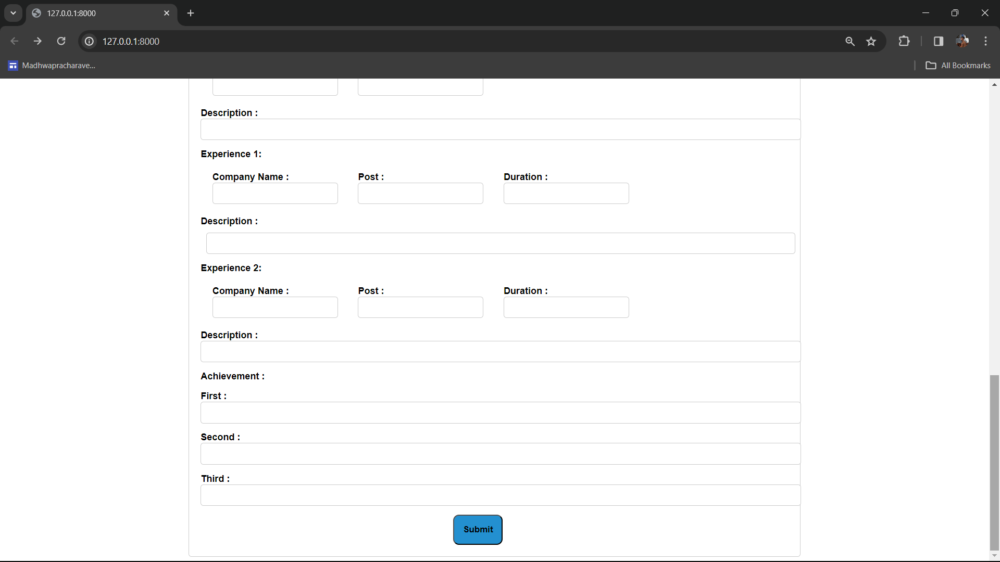 127.0.0.1:8000
127.0.0.1:8000
Madhwapracharave...
All Bookmarks
Description :
Experience 1:
Company Name : Post : Duration :
Description :
Experience 2:
Company Name : Post : Duration :
Description :
Achievement :
First :
Second :
Third :
Submit